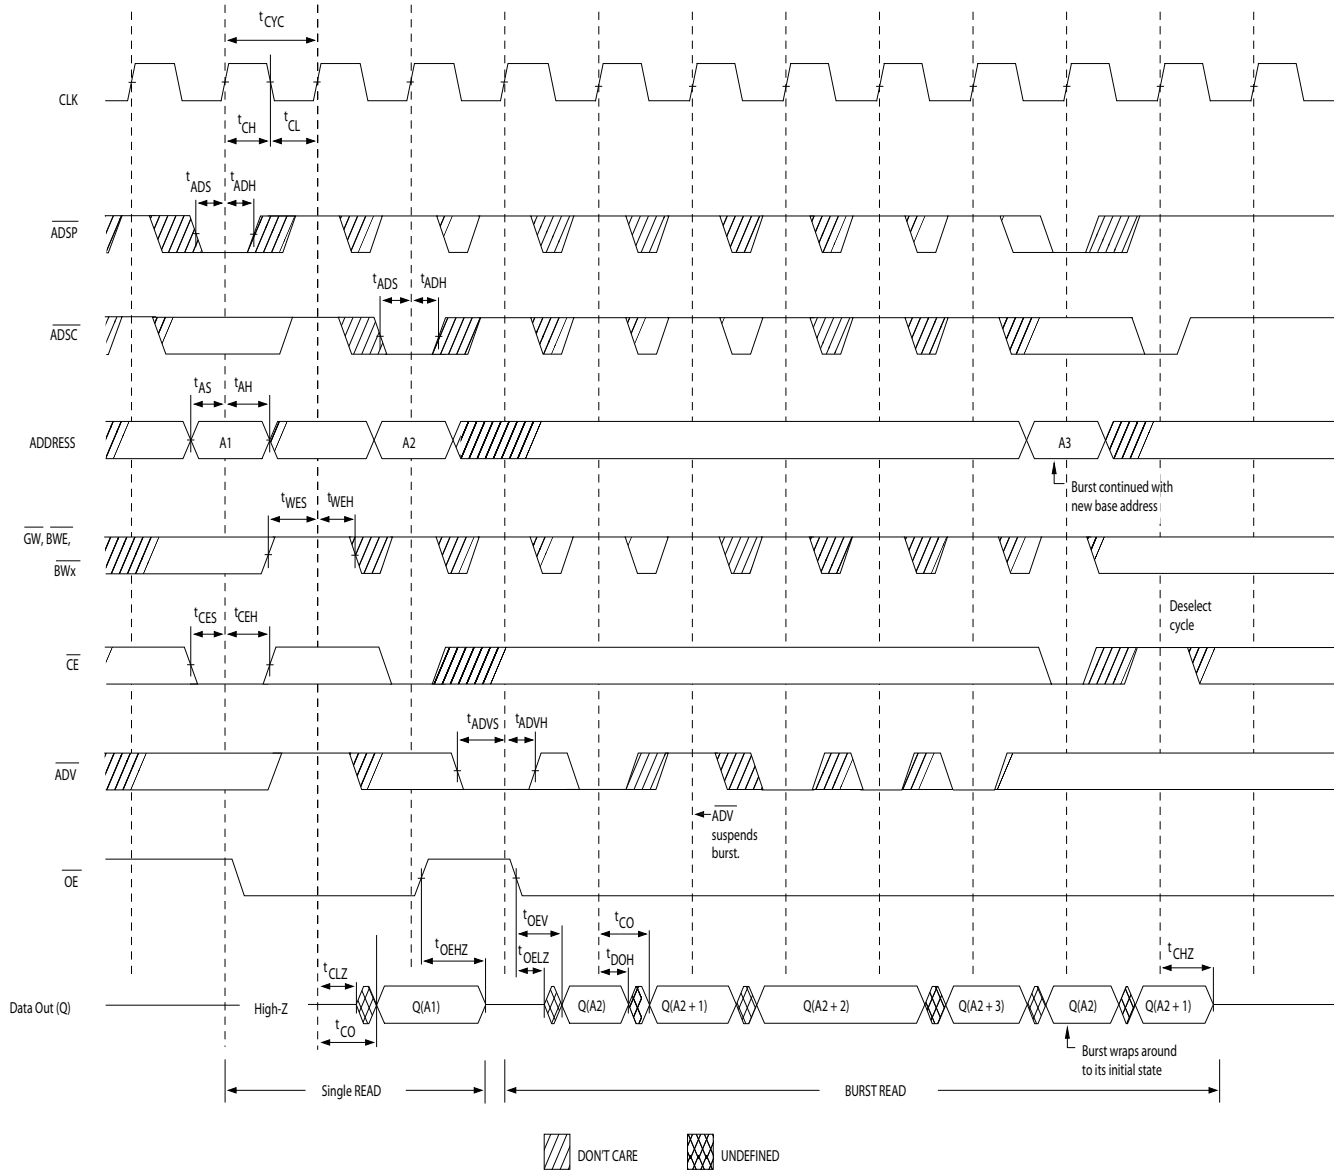 tCYC
CLK
tCH
tCL
tADS
tADH
ADSP
tADS
tADH
ADSC
tAS
tAH
ADDRESS
A1
A2
A3
Burst continued with
new base address
tWES
tWEH
GW, BWE,
BWx
tCES
tCEH
Deselect
cycle
CE
tADVS
tADVH
ADV
ADV
suspends
burst.
OE
tOEV
tCO
tOEHZ
tOELZ
tDOH
tCLZ
tCHZ
Data Out (Q)
High-Z
Q(A1)
Q(A2)
Q(A2 + 1)
Q(A2 + 2)
Q(A2 + 3)
Q(A2)
Q(A2 + 1)
tCO
Burst wraps around
to its initial state
Single READ
BURST READ
DON'T CARE
UNDEFINED